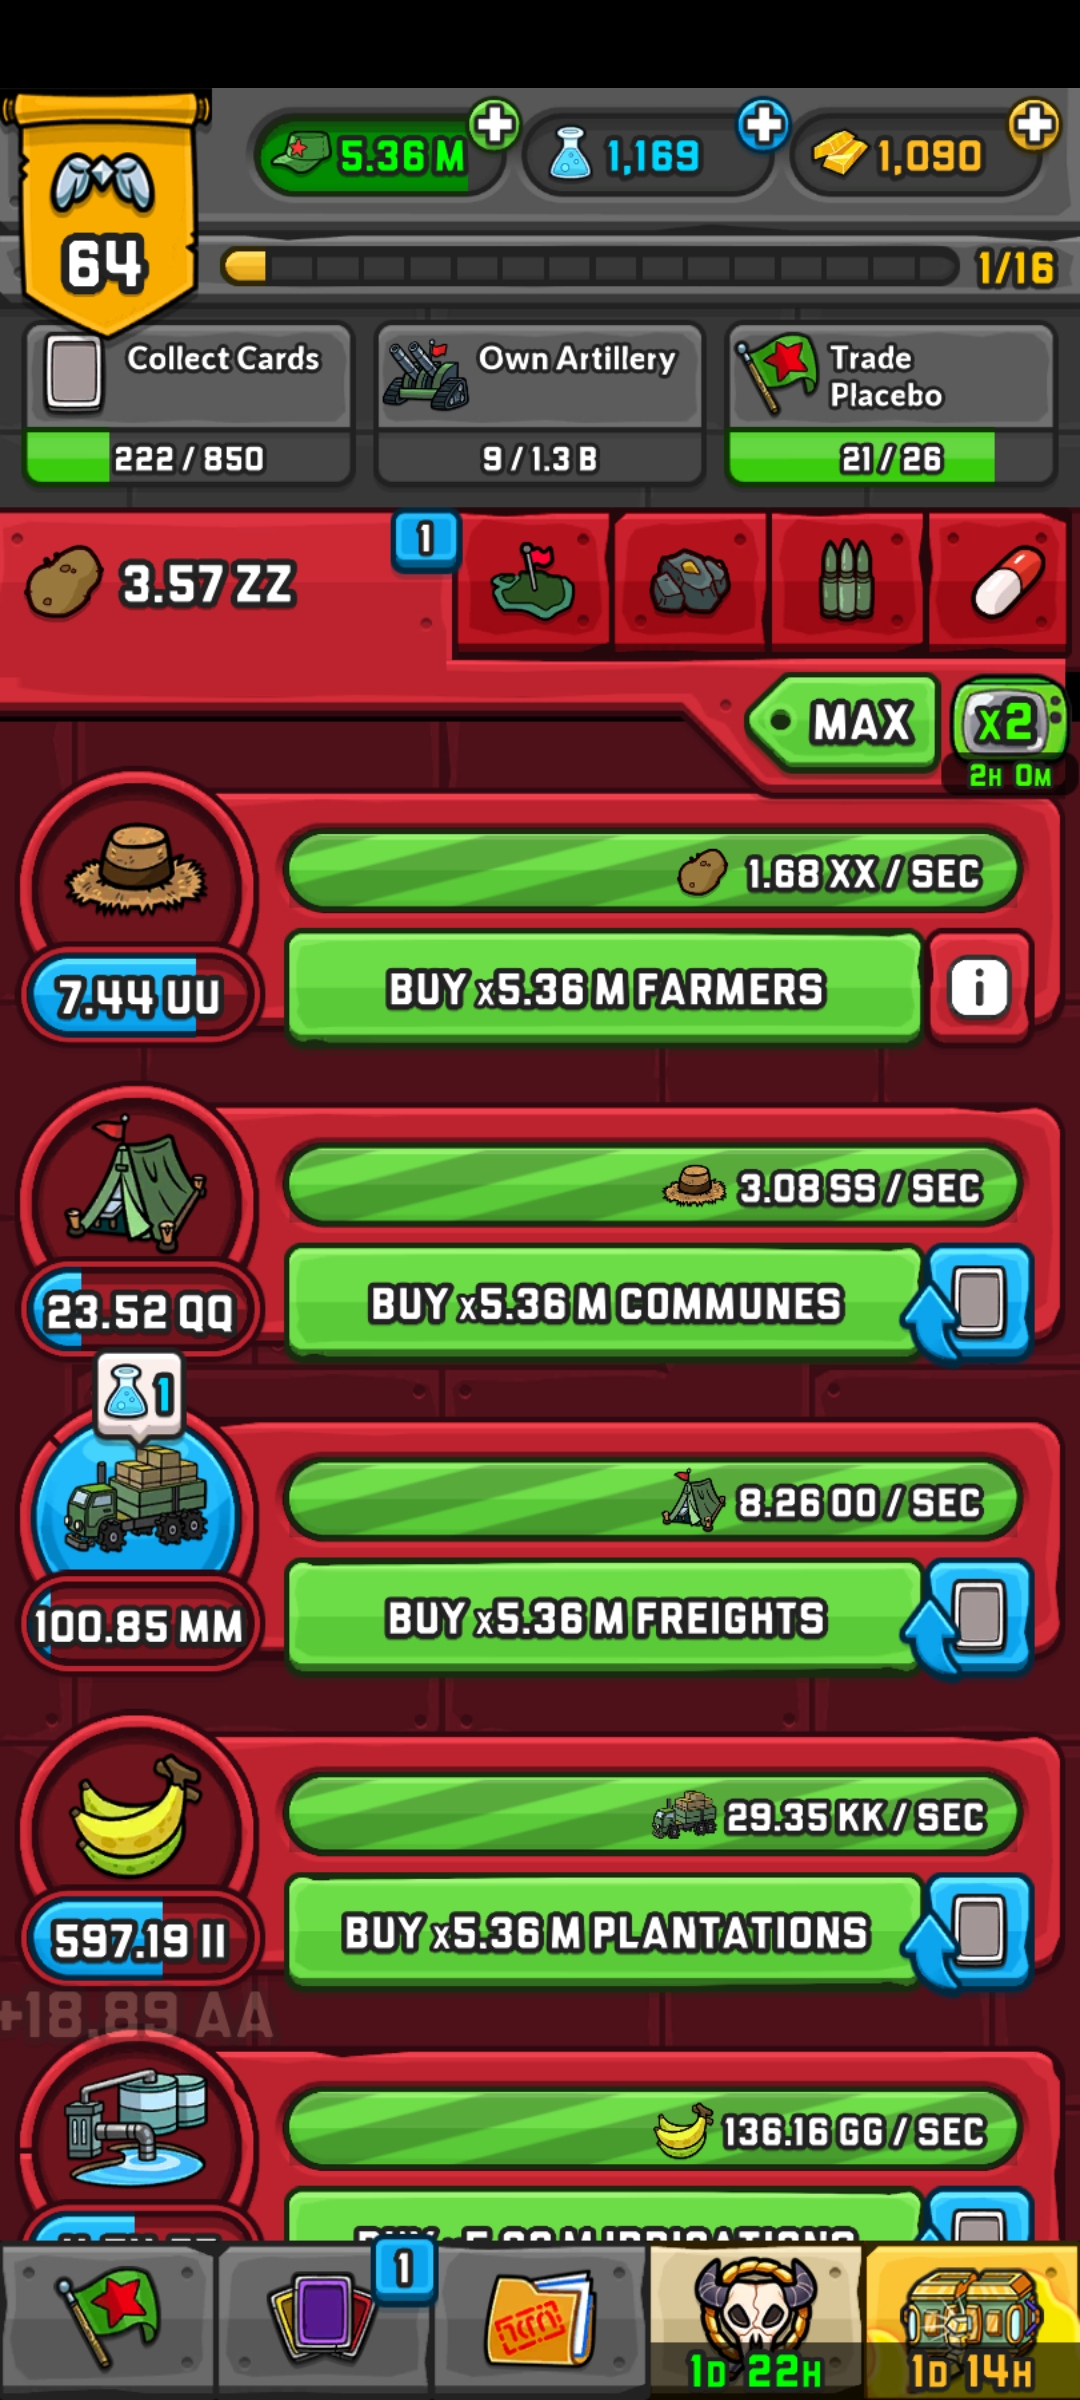 5.36 M
1,169
1,090
64
1/16
Collect Cards
222 / 850
Own Artillery
9 / 1.3 B
Trade
Placebo
21 / 26
3.57 ZZ
1
MAX
X2
2H 0M
1.68 XX / SEC
7.44 UU
BUY x5.36 M FARMERS
i
3.08 SS / SEC
23.52 QQ
BUY x5.36 M COMMUNES
1
8.26 OO / SEC
100.85 MM
BUY x5.36 M FREIGHTS
29.35 KK / SEC
597.19 II
BUY x5.36 M PLANTATIONS
+18.89 AA
136.16 GG / SEC
1
1D 22H
1D 14H